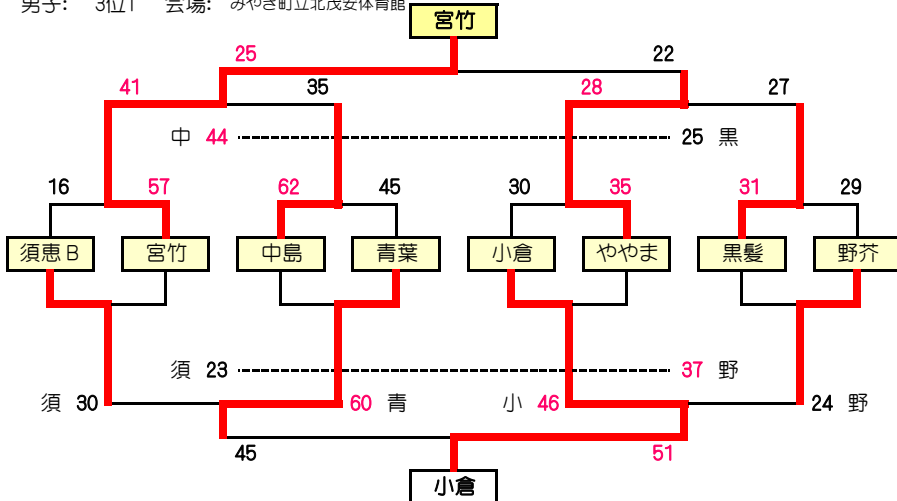 男子: 3位1 会場: みやき町立北茂安体育館
宮竹
25 22
41 35 28 27
中 44 25 黒
16 57 62 45 30 35 31 29
須恵B 宮竹 中島 青葉 小倉 ややま 黒髪 野芥
須 23 37 野
須 30 60 青 小 46 24 野
45 51
小倉